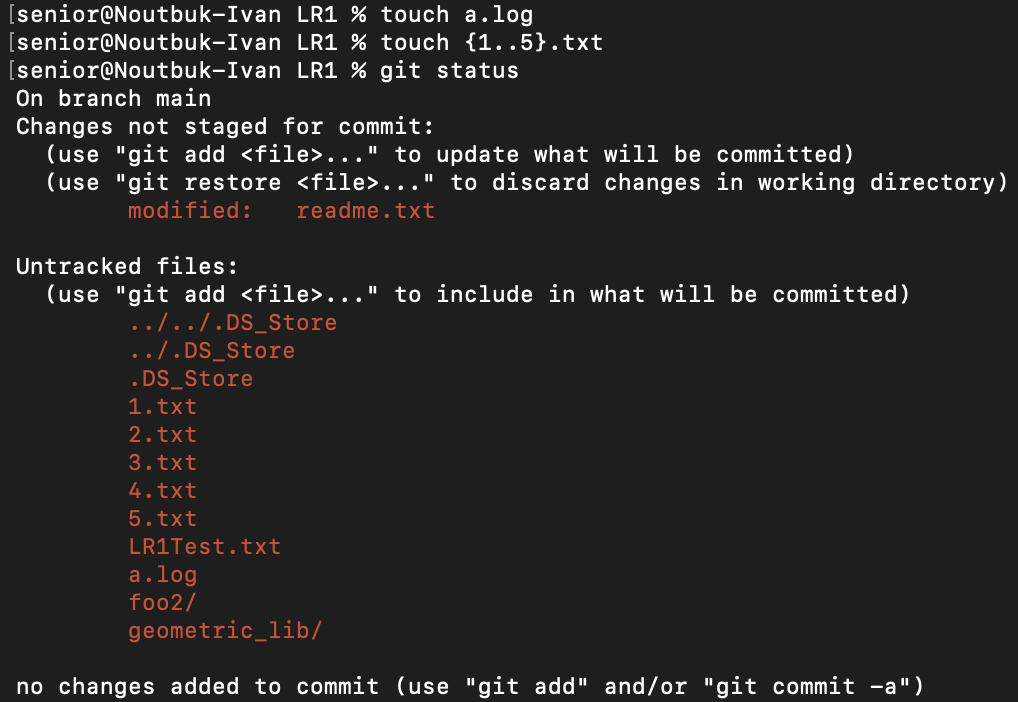 [senior@Noutbuk-Ivan LR1 % touch a.log
[senior@Noutbuk-Ivan LR1 % touch {1..5}.txt
[senior@Noutbuk-Ivan LR1 % git status
On branch main
Changes not staged for commit:
  (use "git add <file>..." to update what will be committed)
  (use "git restore <file>..." to discard changes in working directory)
        modified:   readme.txt

Untracked files:
  (use "git add <file>..." to include in what will be committed)
        ../../.DS_Store
        ../.DS_Store
        .DS_Store
        1.txt
        2.txt
        3.txt
        4.txt
        5.txt
        LR1Test.txt
        a.log
        foo2/
        geometric_lib/

no changes added to commit (use "git add" and/or "git commit -a")